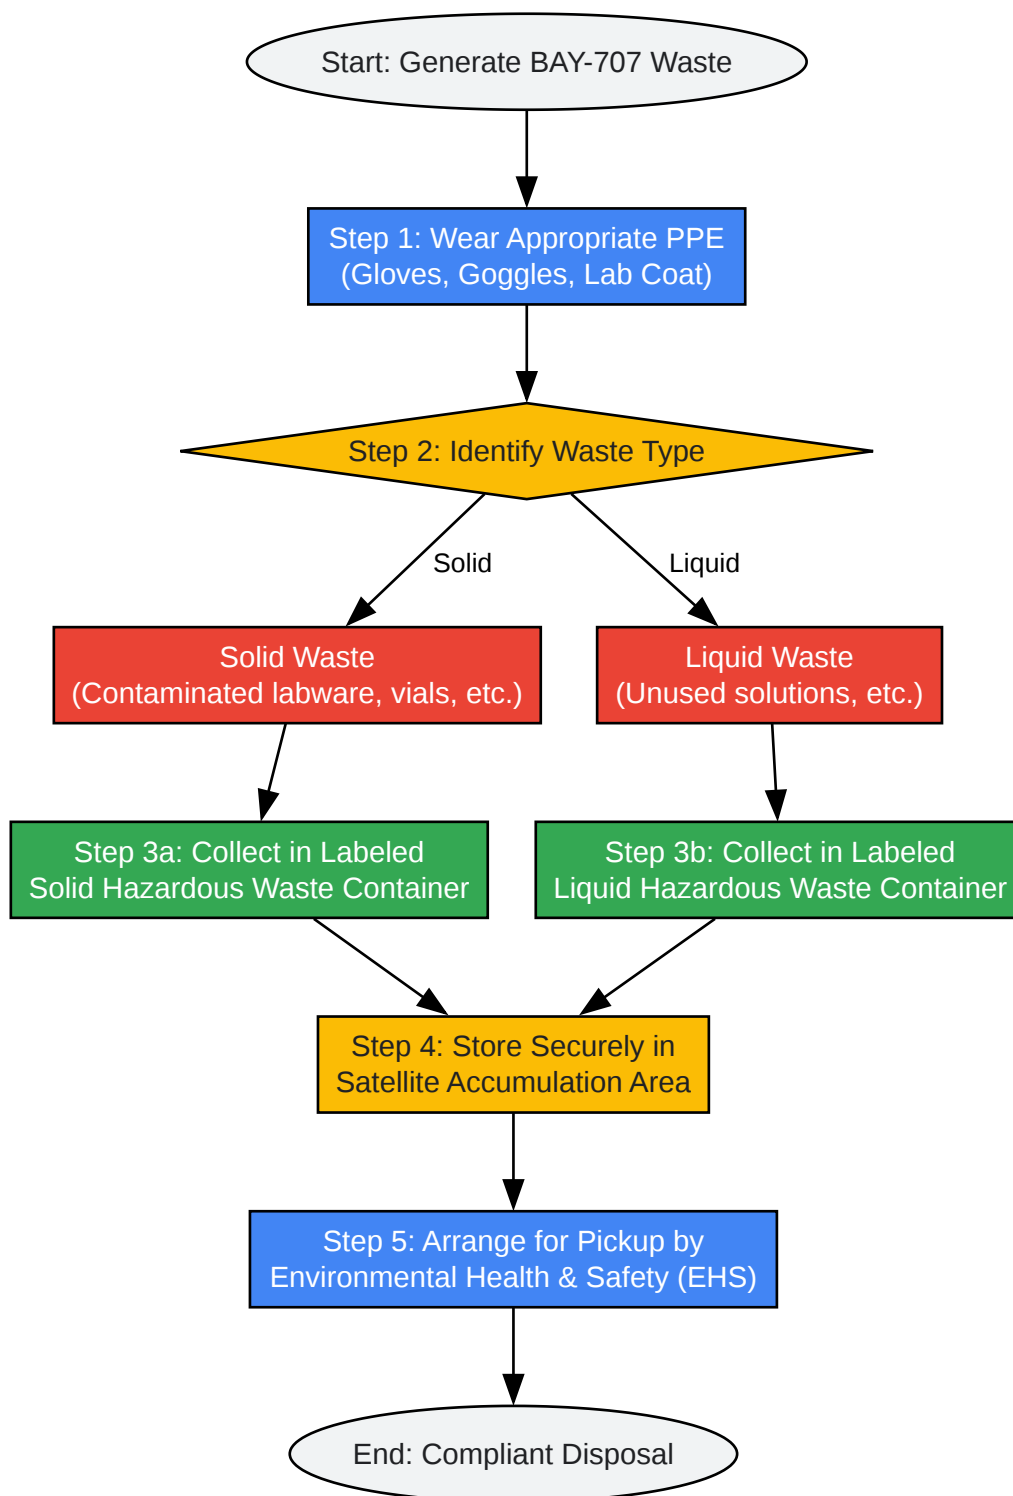 Start: Generate BAY-707 Waste
Step 1: Wear Appropriate PPE
(Gloves, Goggles, Lab Coat)
Step 2: Identify Waste Type
Solid
Liquid
Solid Waste
(Contaminated labware, vials, etc.)
Liquid Waste
(Unused solutions, etc.)
Step 3a: Collect in Labeled
Solid Hazardous Waste Container
Step 3b: Collect in Labeled
Liquid Hazardous Waste Container
Step 4: Store Securely in
Satellite Accumulation Area
Step 5: Arrange for Pickup by
Environmental Health & Safety (EHS)
End: Compliant Disposal